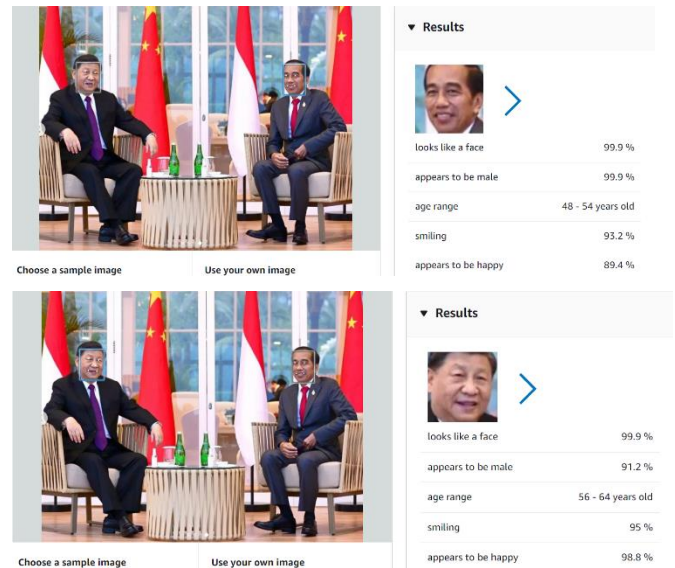 ▼ Results
looks like a face 99.9 %
appears to be male 99.9 %
age range 48 - 54 years old
smiling 93.2 %
appears to be happy 89.4 %
Choose a sample image Use your own image
▼ Results
looks like a face 99.9 %
appears to be male 91.2 %
age range 56 - 64 years old
smiling 95 %
appears to be happy 98.8 %
Choose a sample image Use your own image